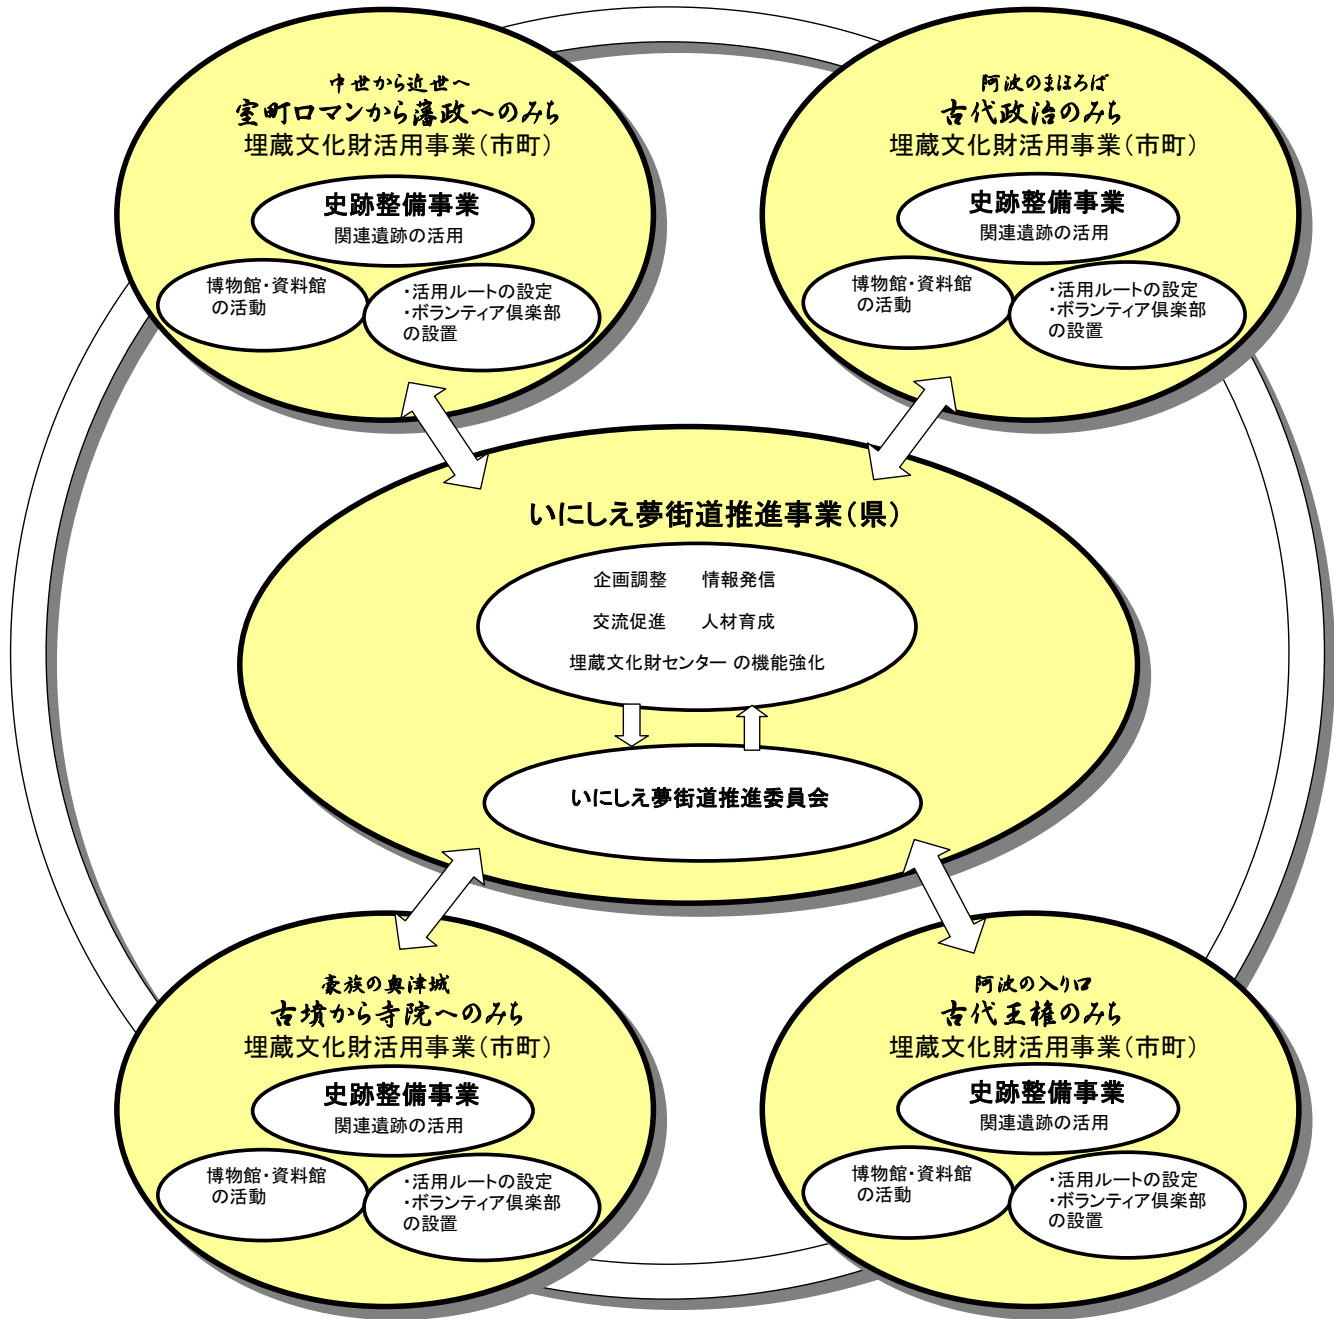 中世から近世へ
室町ロマンから藩政へのみち
埋蔵文化財活用事業（市町）
史跡整備事業
関連遺跡の活用
博物館・資料館
の活動
・活用ルートの設定
・ボランティア倶楽部
の設置
阿波のまほろば
古代政治のみち
埋蔵文化財活用事業（市町）
史跡整備事業
関連遺跡の活用
博物館・資料館
の活動
・活用ルートの設定
・ボランティア倶楽部
の設置
いにしえ夢街道推進事業（県）
企画調整　情報発信
交流促進　人材育成
埋蔵文化財センター の機能強化
いにしえ夢街道推進委員会
豪族の奥津城
古墳から寺院へのみち
埋蔵文化財活用事業（市町）
史跡整備事業
関連遺跡の活用
博物館・資料館
の活動
・活用ルートの設定
・ボランティア倶楽部
の設置
阿波の入り口
古代王権のみち
埋蔵文化財活用事業（市町）
史跡整備事業
関連遺跡の活用
博物館・資料館
の活動
・活用ルートの設定
・ボランティア倶楽部
の設置